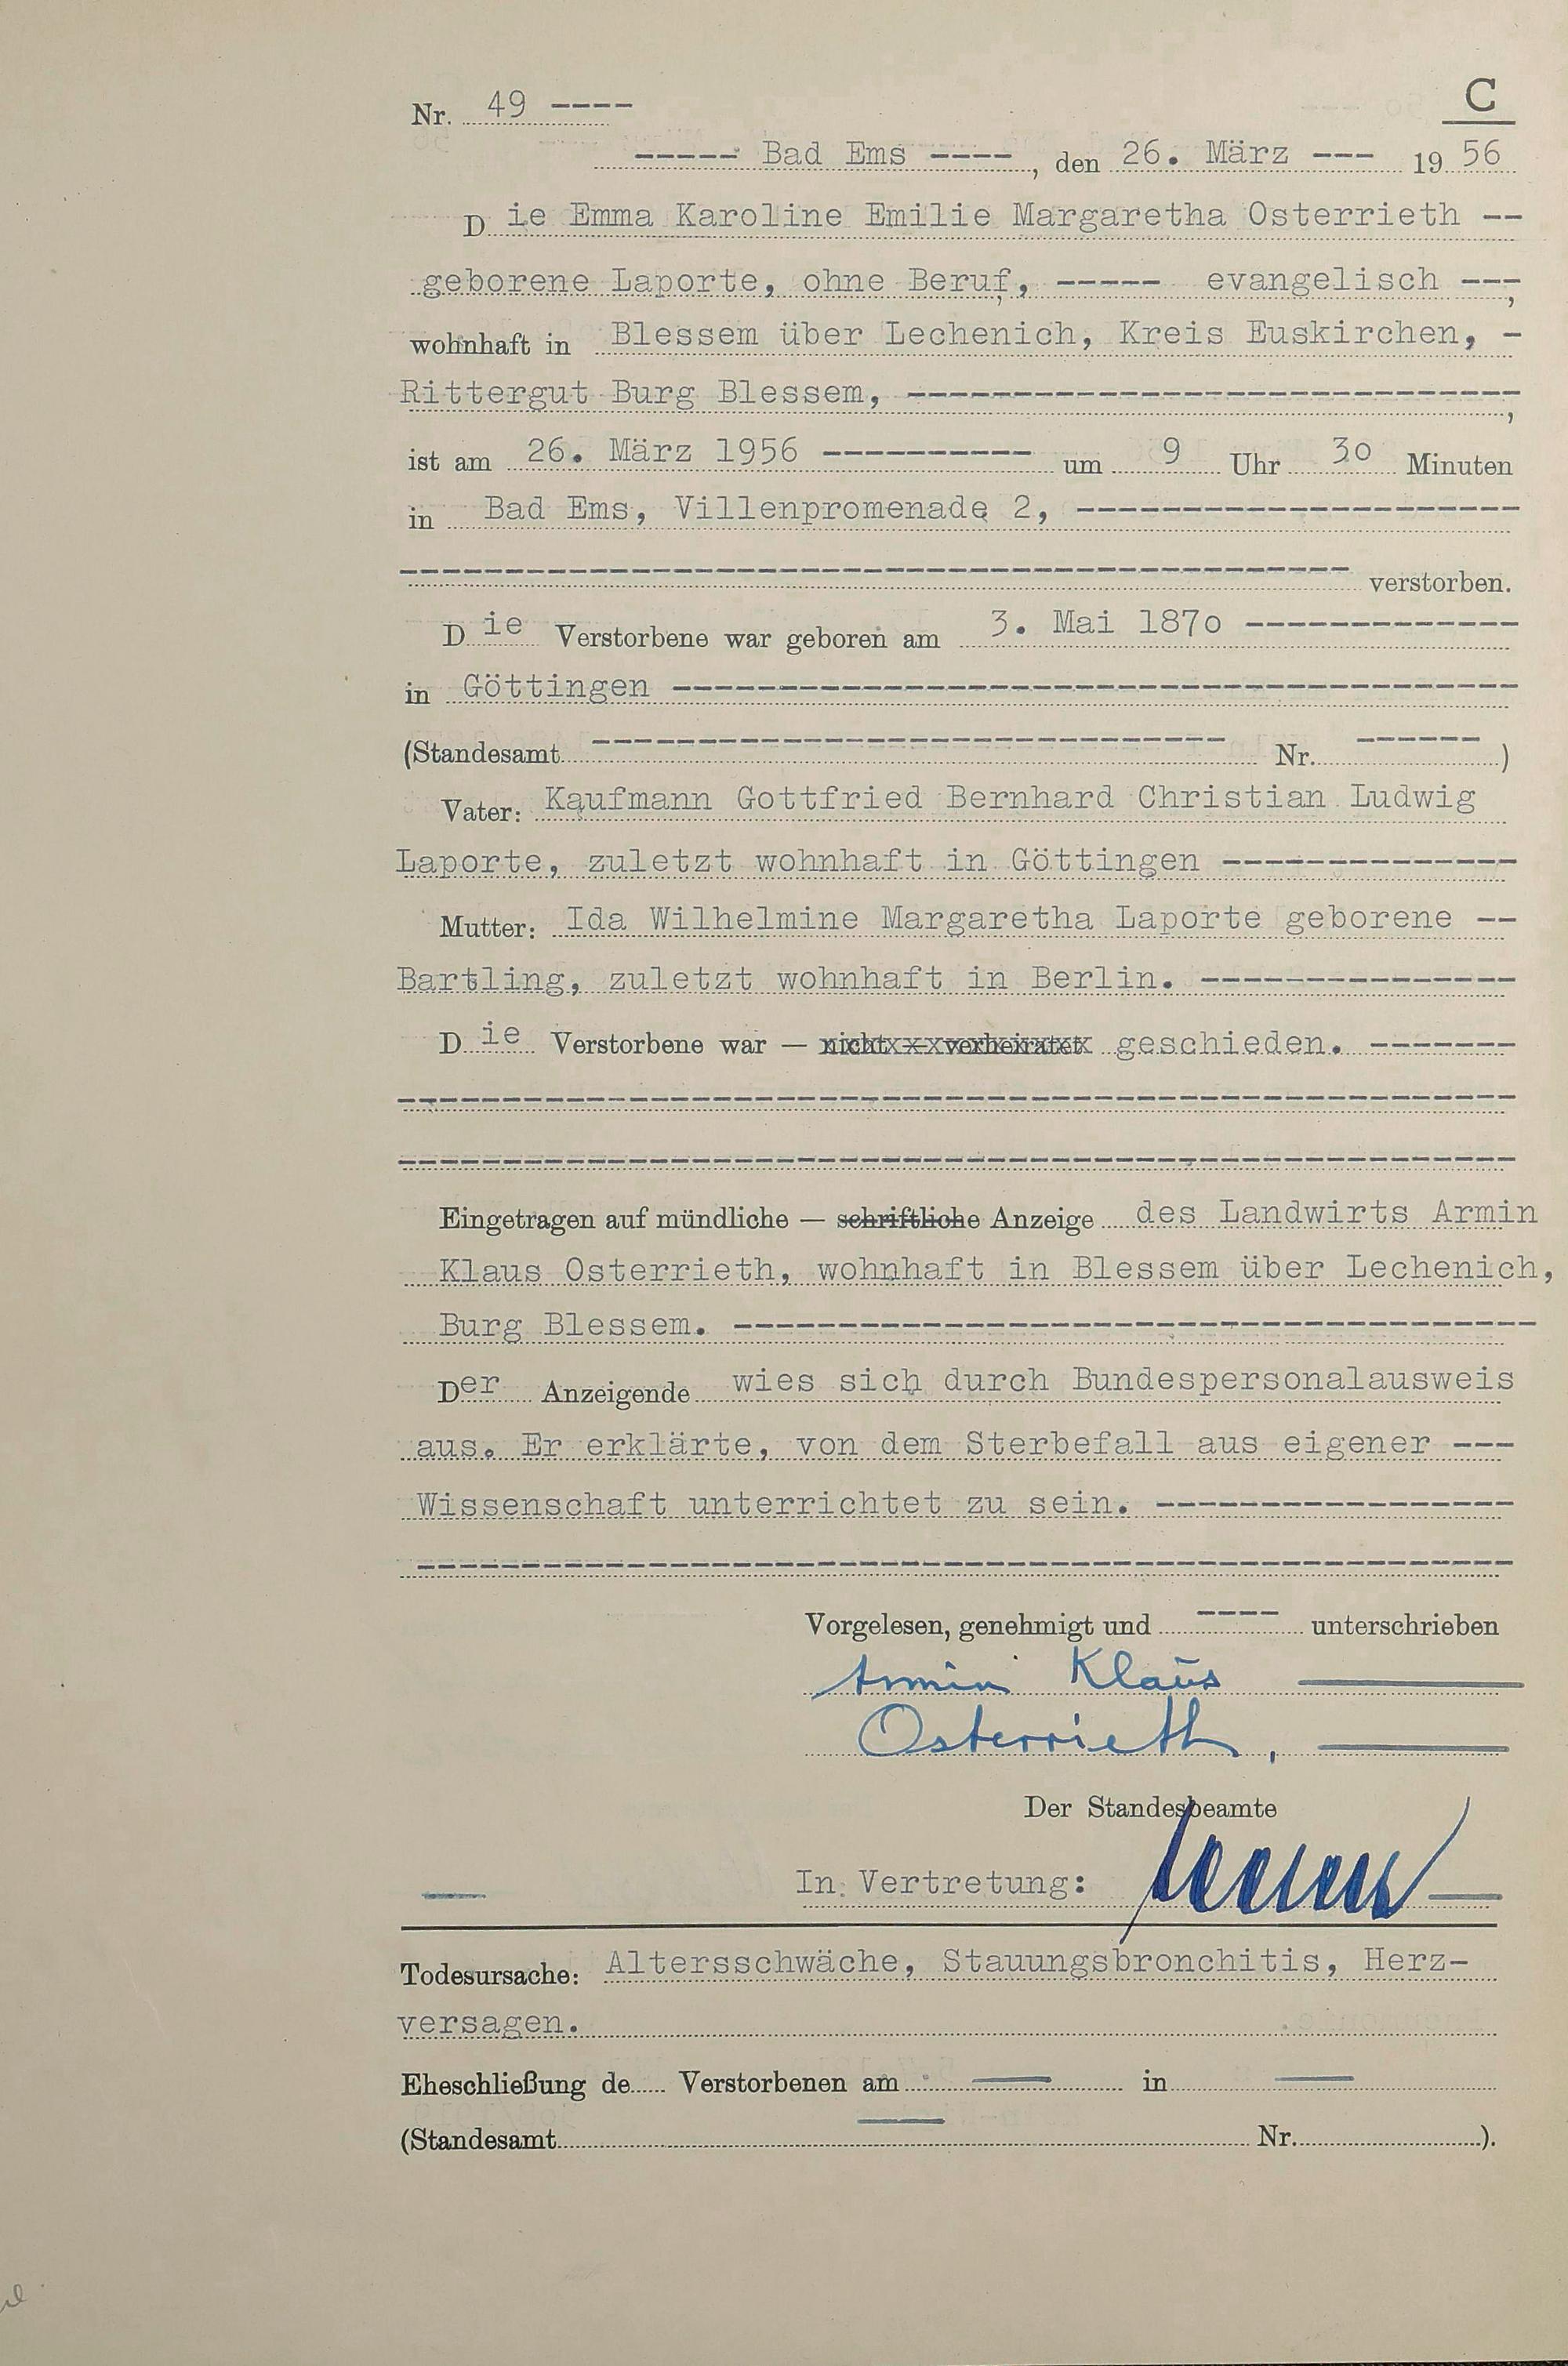 C
Nr. 49 ----
----- Bad Ems ----, den 26. März --- 19 56
Die Emma Karoline Emilie Margaretha Osterrieth --
geborene Laporte, ohne Beruf, ----- evangelisch ---,
wohnhaft in Blessem über Lechenich, Kreis Euskirchen, -
Rittergut Burg Blessem, -----------------------------,
ist am 26. März 1956 ---------- um 9 Uhr 30 Minuten
in Bad Ems, Villenpromenade 2, ---------------------
verstorben.
Die Verstorbene war geboren am 3. Mai 1870 -------------
in Göttingen ----------------------------------------
(Standesamt ------------------------------ Nr. ------ )
Vater: Kaufmann Gottfried Bernhard Christian Ludwig
Laporte, zuletzt wohnhaft in Göttingen --------------
Mutter: Ida Wilhelmine Margaretha Laporte geborene --
Bartling, zuletzt wohnhaft in Berlin. ---------------
Die Verstorbene war — nicht — verheiratet geschieden. -------
Eingetragen auf mündliche — schriftliche Anzeige des Landwirts Armin
Klaus Osterrieth, wohnhaft in Blessem über Lechenich,
Burg Blessem. --------------------------------------
Der Anzeigende wies sich durch Bundespersonalausweis
aus. Er erklärte, von dem Sterbefall aus eigener ---
Wissenschaft unterrichtet zu sein. -----------------
Vorgelesen, genehmigt und ---- unterschrieben
Armin Klaus
Osterrieth,
Der Standesbeamte
In Vertretung:
Todesursache: Altersschwäche, Stauungsbronchitis, Herz-
versagen.
Eheschließung de Verstorbenen am — in —
(Standesamt — Nr. ).